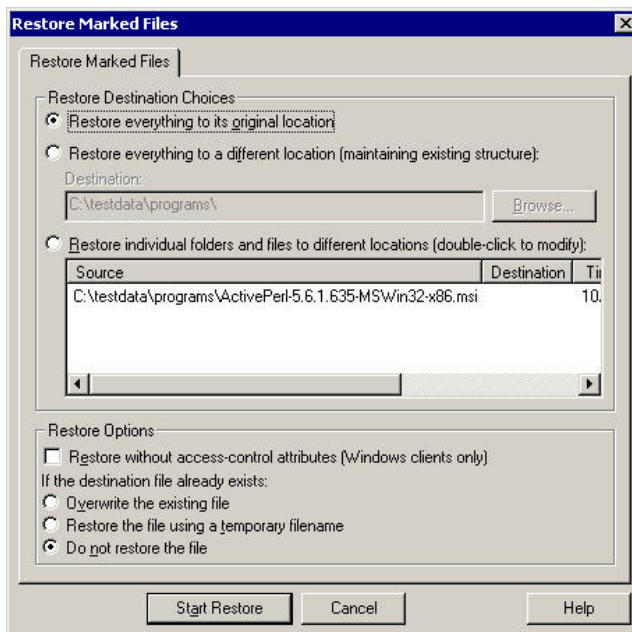 Restore Marked Files
Restore Marked Files
Restore Destination Choices
Restore everything to its original location
Restore everything to a different location (maintaining existing structure):
Destination:
C:\testdata\programs\
Browse...
Restore individual folders and files to different locations (double-click to modify):
Source Destination Ti
C:\testdata\programs\ActivePerl-5.6.1.635-MSWin32-x86.msi 10.
Restore Options
Restore without access-control attributes (Windows clients only)
If the destination file already exists:
Overwrite the existing file
Restore the file using a temporary filename
Do not restore the file
Start Restore Cancel Help